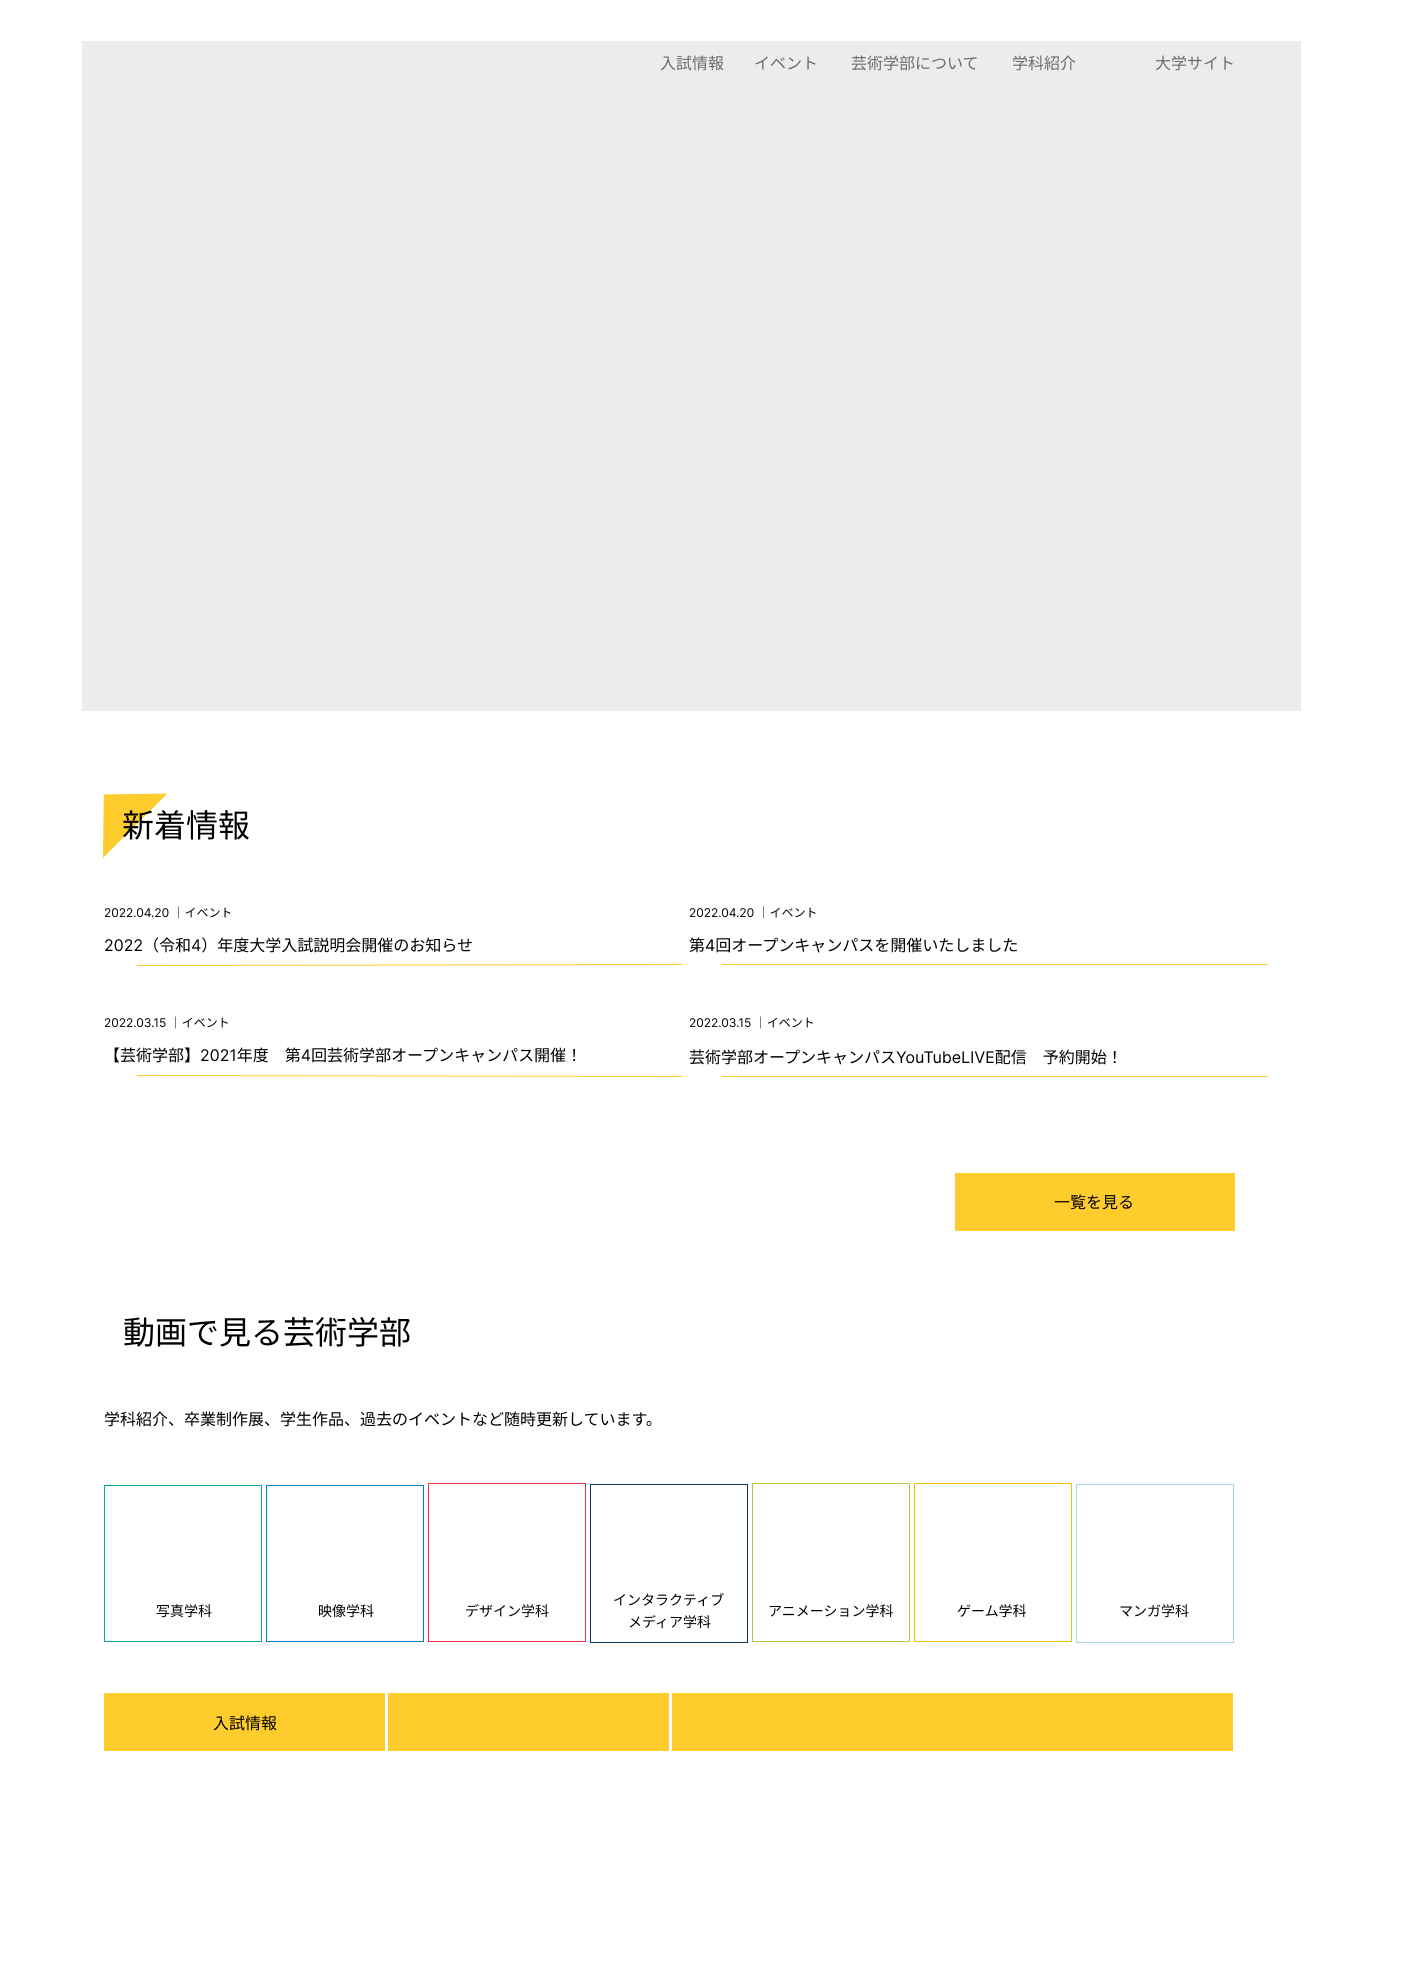 入試情報 イベント 芸術学部について 学科紹介 大学サイト
新着情報
2022.04.20 ｜イベント
2022（令和4）年度大学入試説明会開催のお知らせ
2022.04.20 ｜イベント
第4回オープンキャンパスを開催いたしました
2022.03.15 ｜イベント
【芸術学部】2021年度　第4回芸術学部オープンキャンパス開催！
2022.03.15 ｜イベント
芸術学部オープンキャンパスYouTubeLIVE配信　予約開始！
一覧を見る
動画で見る芸術学部
学科紹介、卒業制作展、学生作品、過去のイベントなど随時更新しています。
写真学科
映像学科
デザイン学科
インタラクティブ
メディア学科
アニメーション学科
ゲーム学科
マンガ学科
入試情報